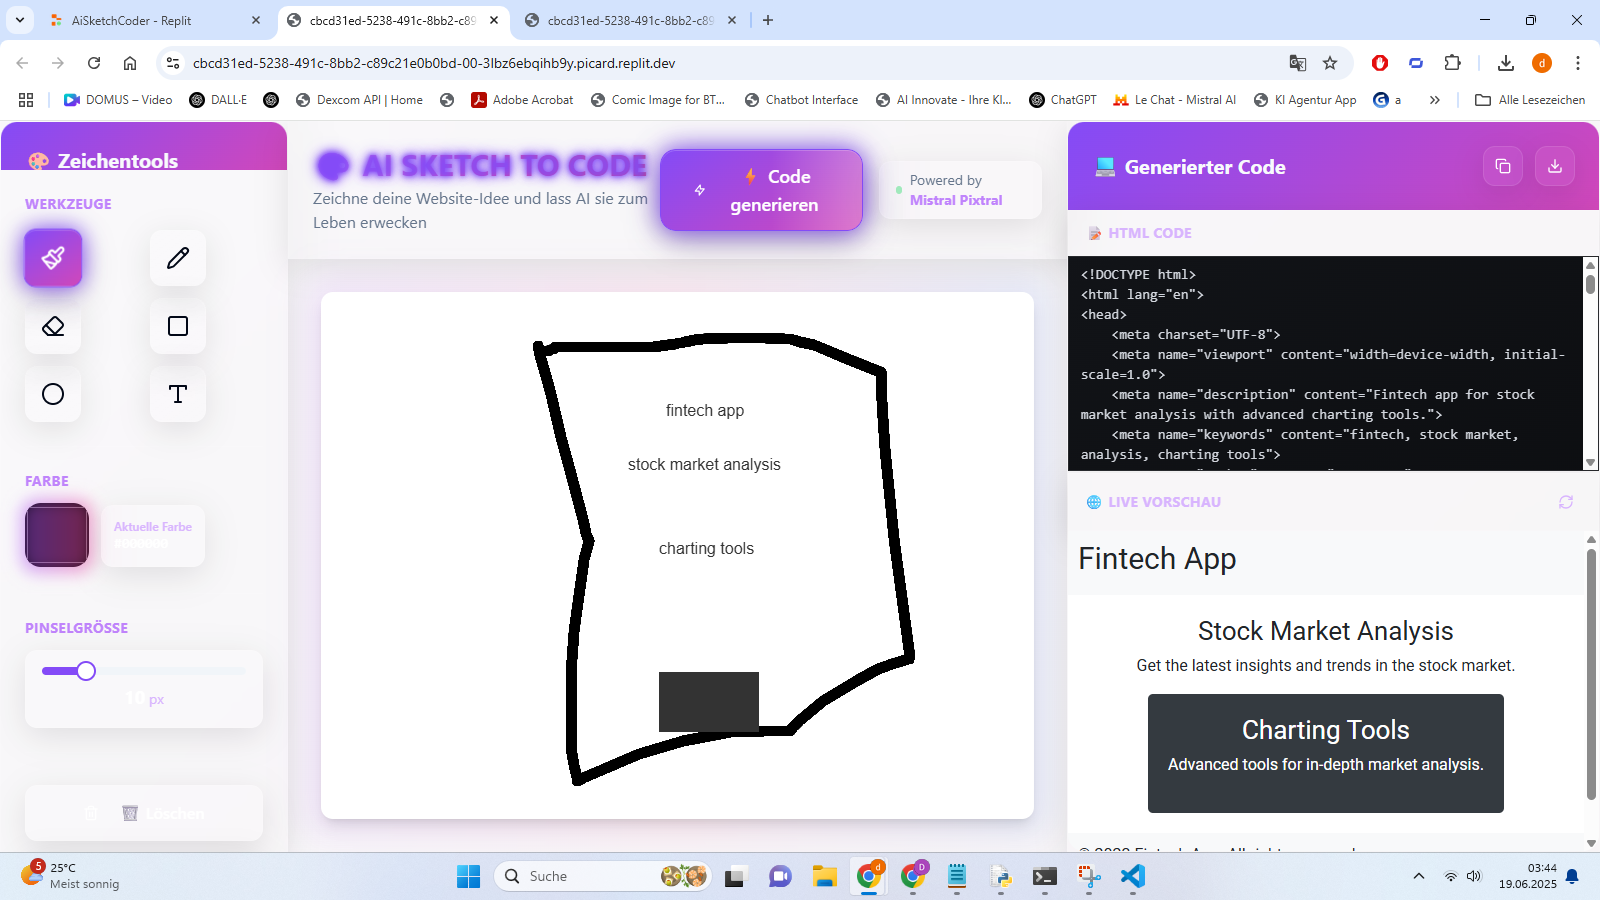 AiSketchCoder - Replit
cbcd31ed-5238-491c-8bb2-c89
cbcd31ed-5238-491c-8bb2-c89
cbcd31ed-5238-491c-8bb2-c89c21e0b0bd-00-3lbz6ebqihb9y.picard.replit.dev
d
DOMUS – Video
DALL·E
Dexcom API | Home
Adobe Acrobat
Comic Image for BT...
Chatbot Interface
AI Innovate - Ihre KI...
ChatGPT
Le Chat - Mistral AI
KI Agentur App
a
Alle Lesezeichen
Zeichentools
WERKZEUGE
T
FARBE
Aktuelle Farbe
PINSELGRÖSSE
10 px
Löschen
AI SKETCH TO CODE
Zeichne deine Website-Idee und lass AI sie zum
Leben erwecken
Code
generieren
Powered by
Mistral Pixtral
fintech app
stock market analysis
charting tools
Generierter Code
HTML CODE
<!DOCTYPE html>
<html lang="en">
<head>
<meta charset="UTF-8">
<meta name="viewport" content="width=device-width, initial-
scale=1.0">
<meta name="description" content="Fintech app for stock
market analysis with advanced charting tools.">
<meta name="keywords" content="fintech, stock market,
analysis, charting tools">
LIVE VORSCHAU
Fintech App
Stock Market Analysis
Get the latest insights and trends in the stock market.
Charting Tools
Advanced tools for in-depth market analysis.
5
25°C
Meist sonnig
Suche
d
D
03:44
19.06.2025